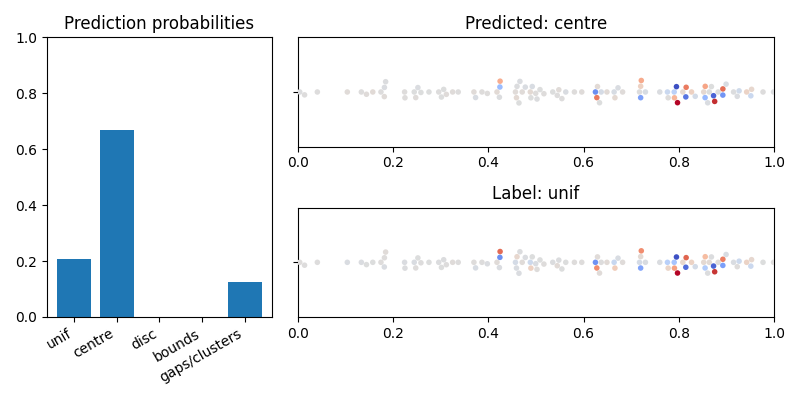 Prediction probabilities
1.0
0.8
0.6
0.4
0.2
0.0
unif
centre
disc
bounds
gaps/clusters
Predicted: centre
0.0 0.2 0.4 0.6 0.8 1.0
Label: unif
0.0 0.2 0.4 0.6 0.8 1.0